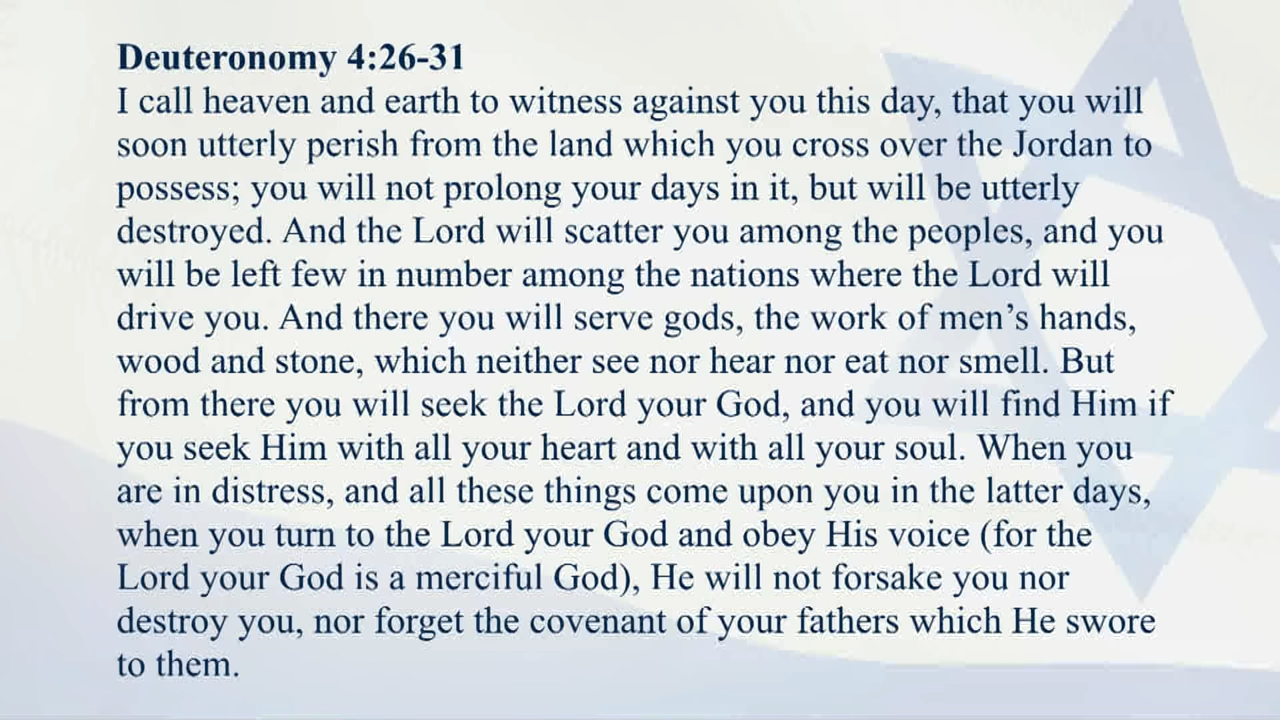 Deuteronomy 4:26-31
I call heaven and earth to witness against you this day, that you will
soon utterly perish from the land which you cross over the Jordan to
possess; you will not prolong your days in it, but will be utterly
destroyed. And the Lord will scatter you among the peoples, and you
will be left few in number among the nations where the Lord will
drive you. And there you will serve gods, the work of men’s hands,
wood and stone, which neither see nor hear nor eat nor smell. But
from there you will seek the Lord your God, and you will find Him if
you seek Him with all your heart and with all your soul. When you
are in distress, and all these things come upon you in the latter days,
when you turn to the Lord your God and obey His voice (for the
Lord your God is a merciful God), He will not forsake you nor
destroy you, nor forget the covenant of your fathers which He swore
to them.